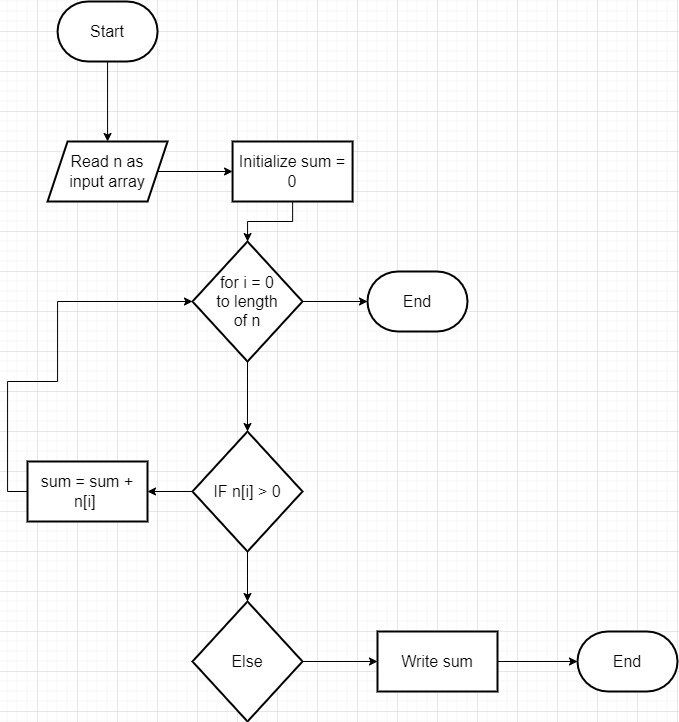 Start
Read n as
input array
Initialize sum =
0
for i = 0
to length
of n
End
sum = sum +
n[i]
IF n[i] > 0
Else
Write sum
End